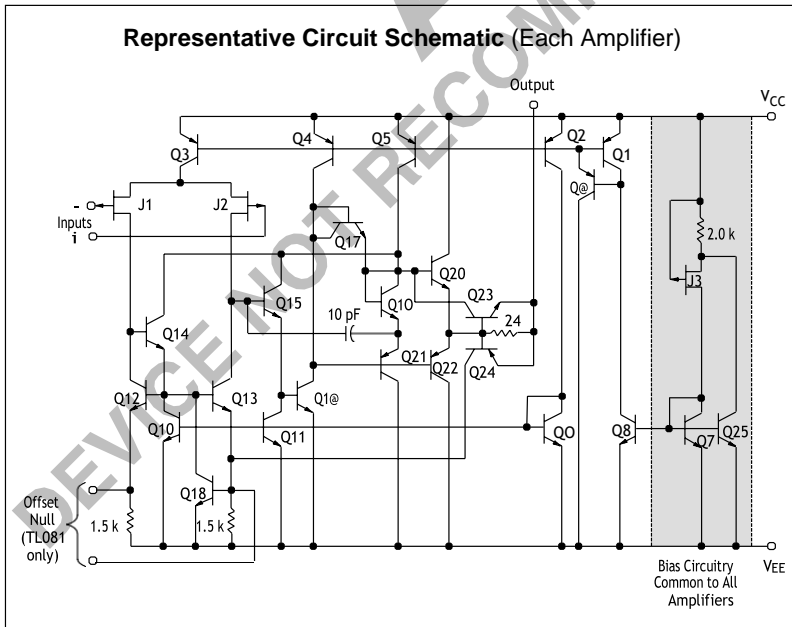 Representative Circuit Schematic (Each Amplifier)
Output
VCC
Q3
Q4
Q5
Q2
Q1
Q@
-
Inputs
i
J1
J2
Q17
2.0 k
J3
Q20
Q15
Q10
Q23
10 pF
24
Q14
Q21
Q22
Q24
Q12
Q13
Q1@
Q10
Q11
QO
Q8
Q7
Q25
Q18
Offset
Null
(TL081
only)
1.5 k
1.5 k
VEE
Bias Circuitry
Common to All
Amplifiers
DEVICE NOT RECOM